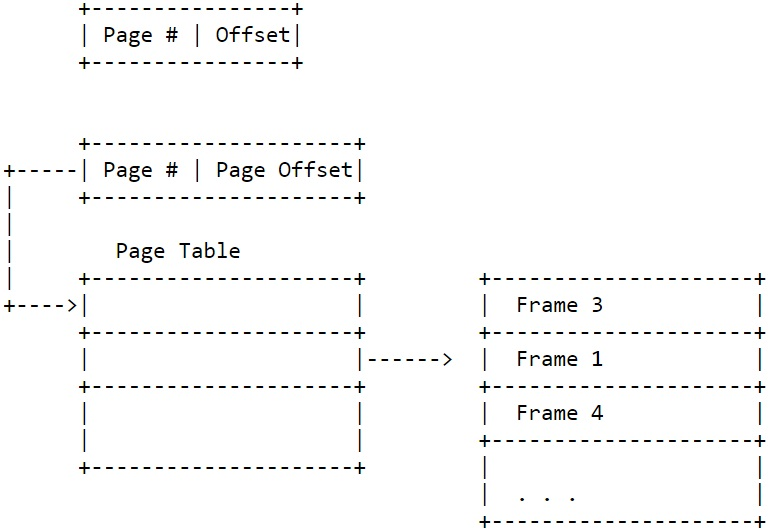 Page # | Offset
Page # | Page Offset
Page Table
Frame 3
Frame 1
Frame 4
. . .